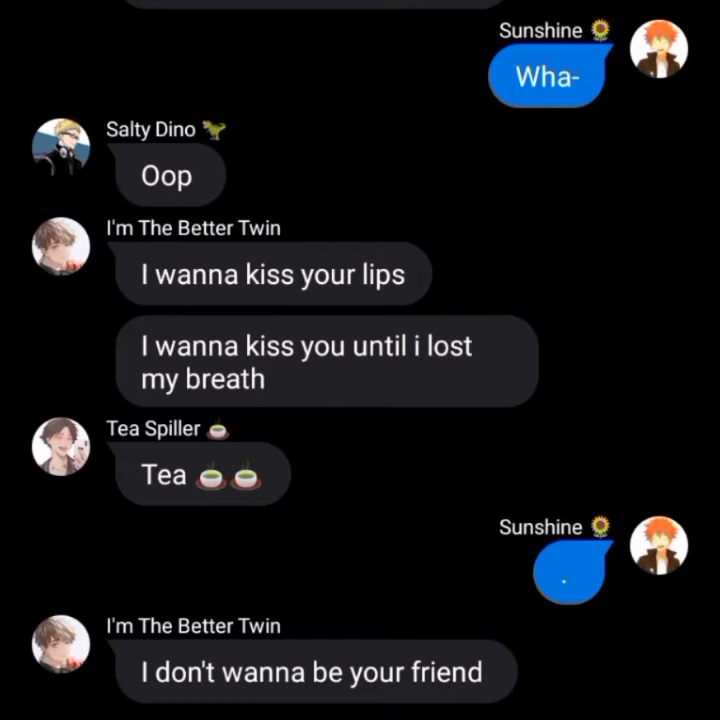 Sunshine 🌻
Wha-
Salty Dino 🦖
Oop
I'm The Better Twin
I wanna kiss your lips
I wanna kiss you until i lost
my breath
Tea Spiller 🍵
Tea 🍵🍵
Sunshine 🌻
.
I'm The Better Twin
I don't wanna be your friend